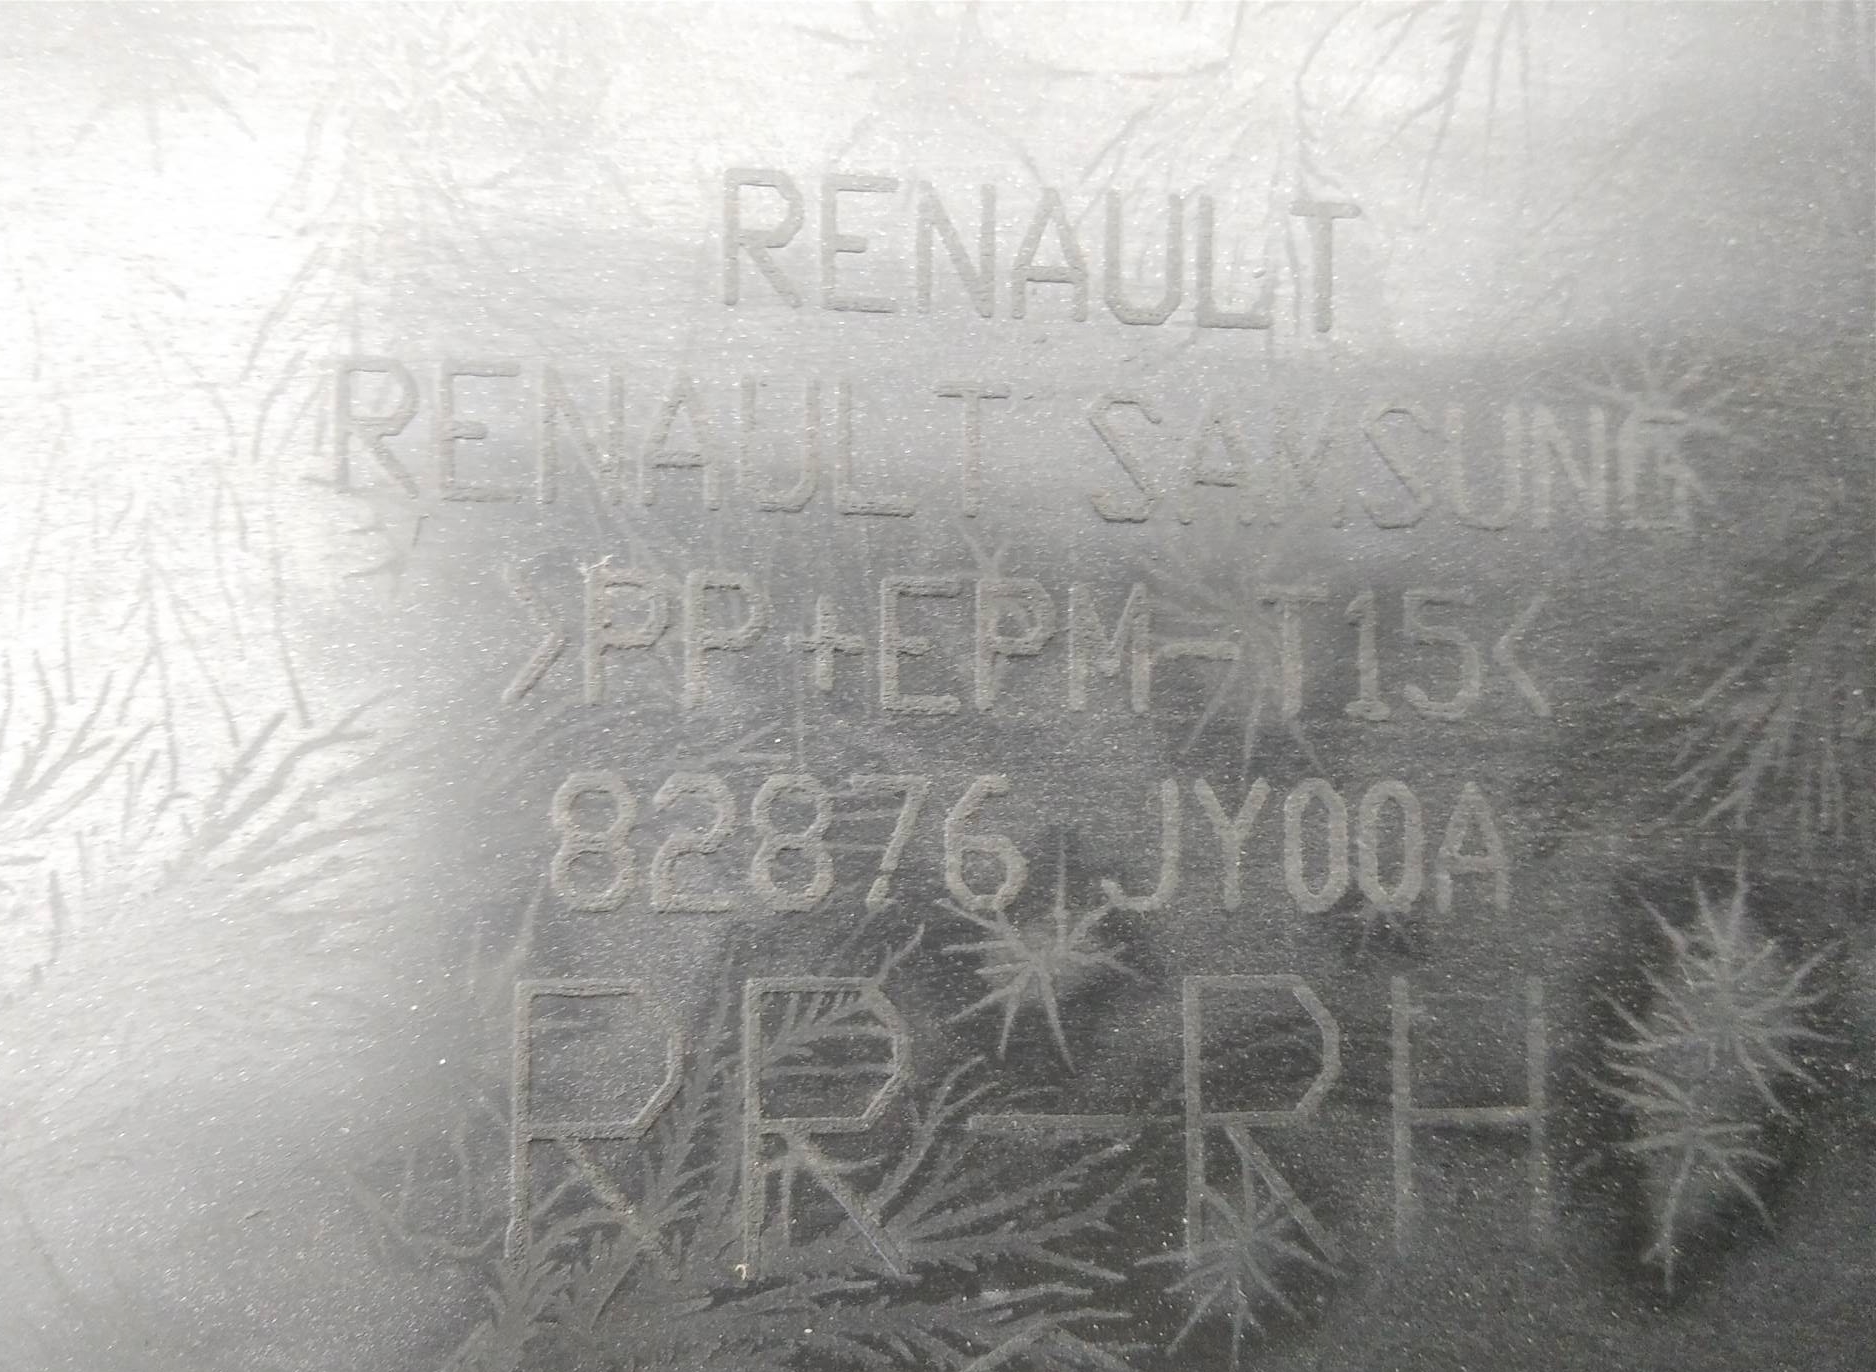 RENAULT
RENAULT SAMSUNG
>PP+EPM-T15<
82876 JY00A
RR-RH